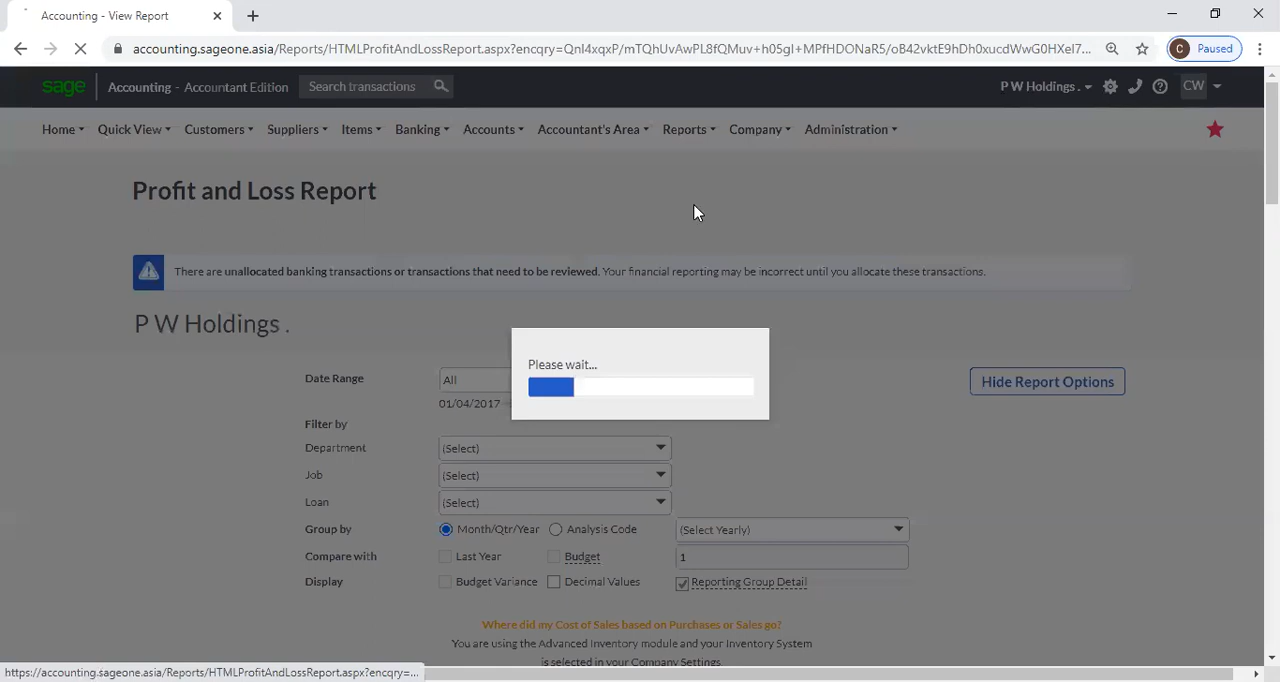 Accounting - View Report
accounting.sageone.asia/Reports/HTMLProfitAndLossReport.aspx?encqry=QnI4xqxP/mTQhUvAwPL8fQMuv+h05gI+MPfHDONaR5/oB42vktE9hDh0xucdWwG0HXel7...
C Paused
sage Accounting - Accountant Edition Search transactions P W Holdings . CW
Home Quick View Customers Suppliers Items Banking Accounts Accountant's Area Reports Company Administration
Profit and Loss Report
There are unallocated banking transactions or transactions that need to be reviewed. Your financial reporting may be incorrect until you allocate these transactions.
P W Holdings .
Please wait...
Date Range All Hide Report Options
01/04/2017
Filter by
Department (Select)
Job (Select)
Loan (Select)
Group by Month/Qtr/Year Analysis Code (Select Yearly)
Compare with Last Year Budget 1
Display Budget Variance Decimal Values Reporting Group Detail
Where did my Cost of Sales based on Purchases or Sales go?
You are using the Advanced Inventory module and your Inventory System
is selected in your Company Settings.
https://accounting.sageone.asia/Reports/HTMLProfitAndLossReport.aspx?encqry=...